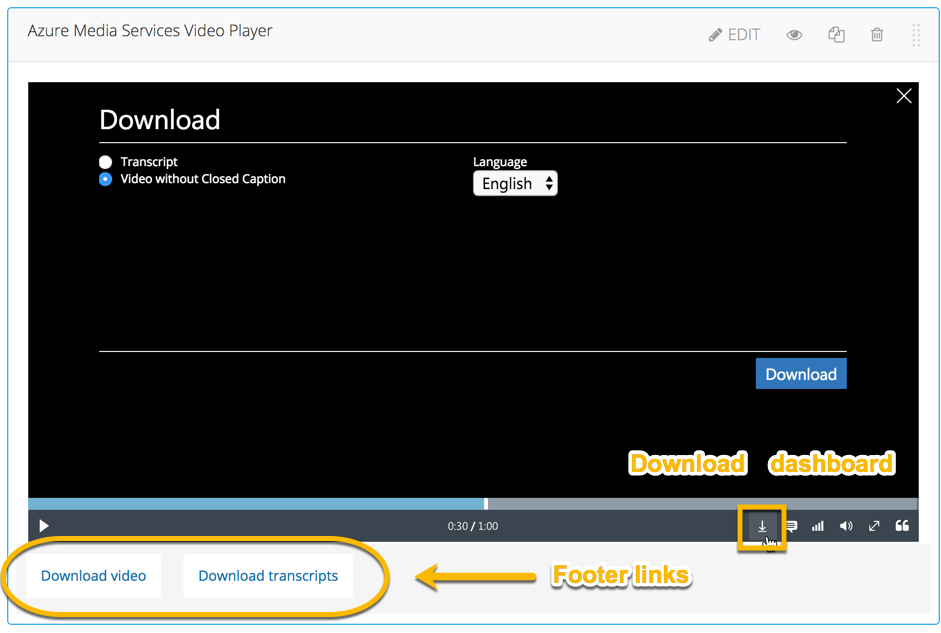 Azure Media Services Video Player
EDIT
Download
Transcript
Video without Closed Caption
Language
English
Download
Download dashboard
0:30 / 1:00
Download video
Download transcripts
Footer links